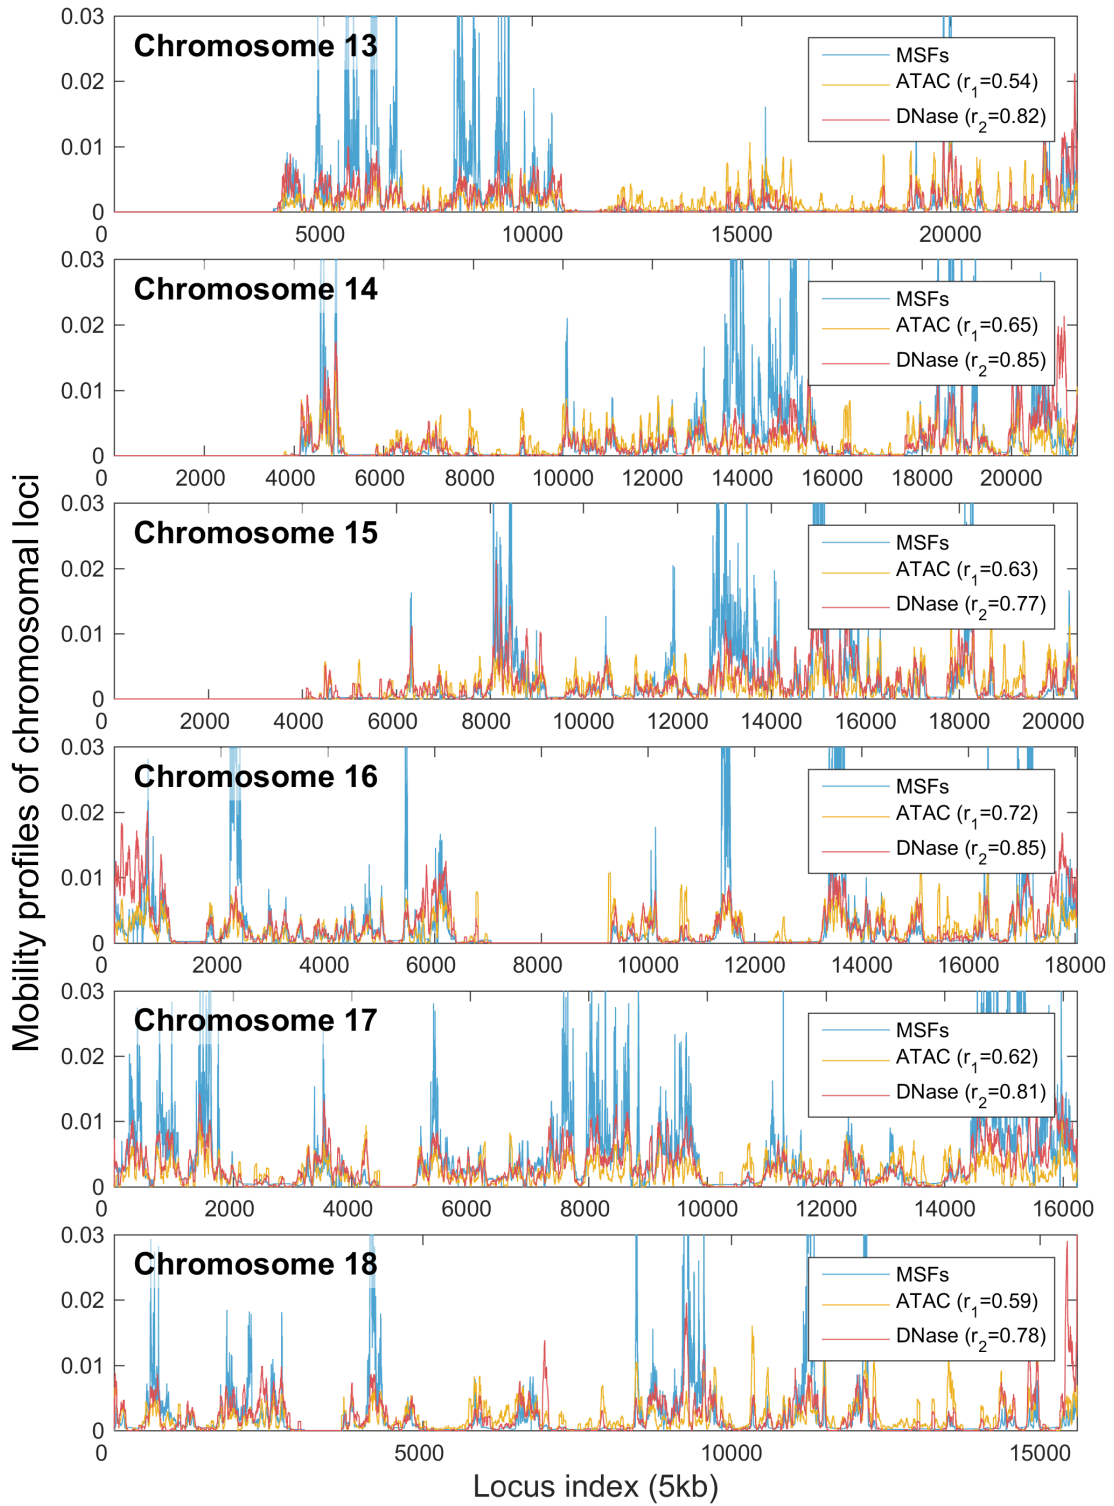 Mobility profiles of chromosomal loci
Chromosome 13
MSFs
ATAC (r1=0.54)
DNase (r2=0.82)
0.03
0.02
0.01
0
0 5000 10000 15000 20000
Chromosome 14
MSFs
ATAC (r1=0.65)
DNase (r2=0.85)
0.03
0.02
0.01
0
0 2000 4000 6000 8000 10000 12000 14000 16000 18000 20000
Chromosome 15
MSFs
ATAC (r1=0.63)
DNase (r2=0.77)
0.03
0.02
0.01
0
0 2000 4000 6000 8000 10000 12000 14000 16000 18000 20000
Chromosome 16
MSFs
ATAC (r1=0.72)
DNase (r2=0.85)
0.03
0.02
0.01
0
0 2000 4000 6000 8000 10000 12000 14000 16000 18000
Chromosome 17
MSFs
ATAC (r1=0.62)
DNase (r2=0.81)
0.03
0.02
0.01
0
0 2000 4000 6000 8000 10000 12000 14000 16000
Chromosome 18
MSFs
ATAC (r1=0.59)
DNase (r2=0.78)
0.03
0.02
0.01
0
0 5000 10000 15000
Locus index (5kb)